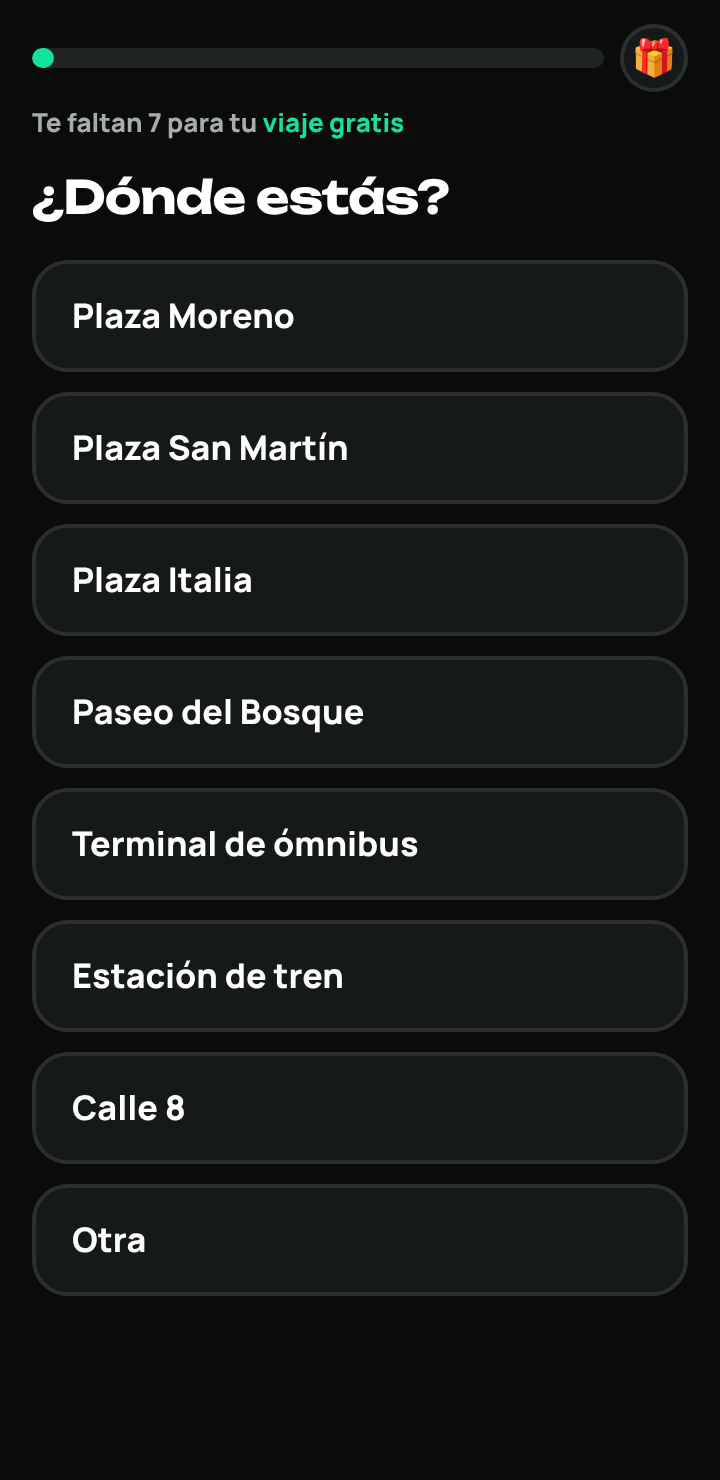 Te faltan 7 para tu viaje gratis
¿Dónde estás?
Plaza Moreno
Plaza San Martín
Plaza Italia
Paseo del Bosque
Terminal de ómnibus
Estación de tren
Calle 8
Otra